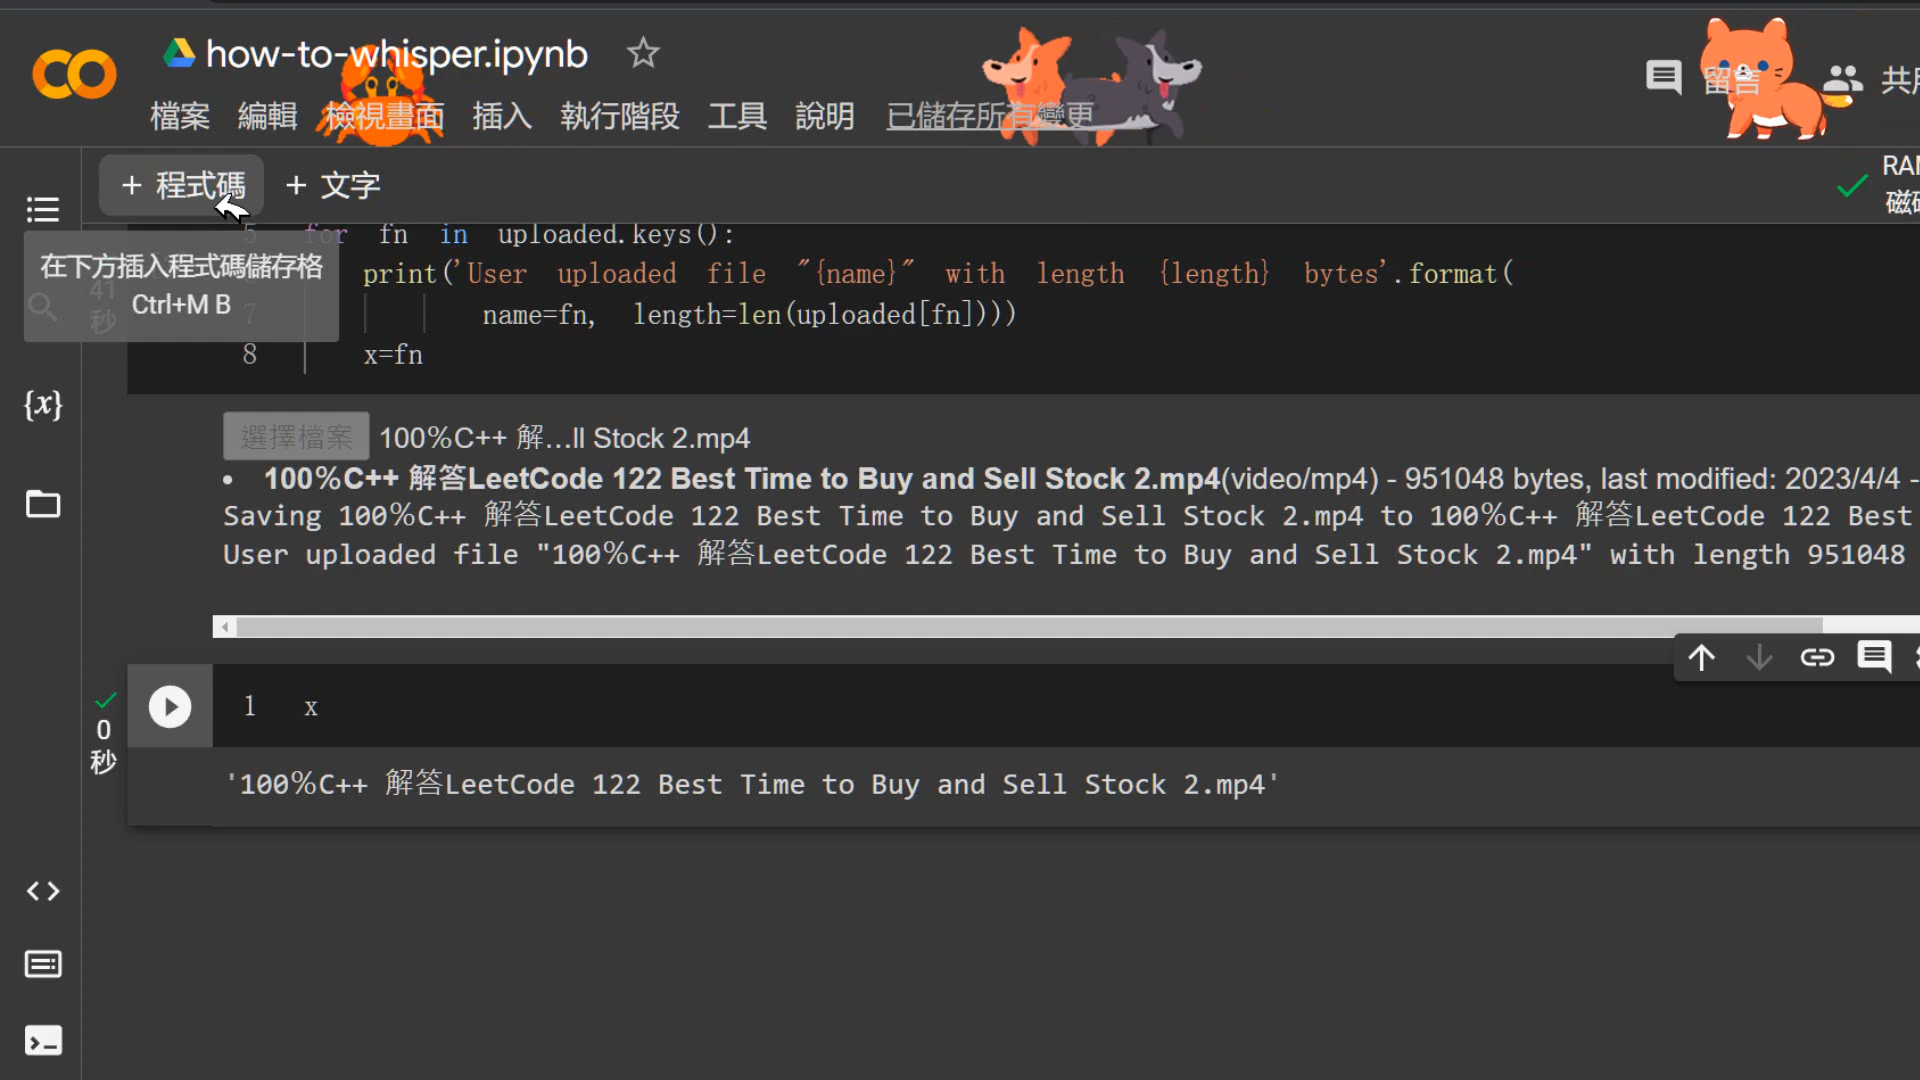 how-to-whisper.ipynb
檔案 編輯 檢視畫面 插入 執行階段 工具 說明 已儲存所有變更
留言
+ 程式碼 + 文字
RAM
在下方插入程式碼儲存格
Ctrl+M B
5 for fn in uploaded.keys():
print('User uploaded file "{name}" with length {length} bytes'.format(
7 name=fn, length=len(uploaded[fn])))
8 x=fn
41
秒
{x}
選擇檔案 100%C++ 解...ll Stock 2.mp4
• 100%C++ 解答LeetCode 122 Best Time to Buy and Sell Stock 2.mp4(video/mp4) - 951048 bytes, last modified: 2023/4/4 -
Saving 100%C++ 解答LeetCode 122 Best Time to Buy and Sell Stock 2.mp4 to 100%C++ 解答LeetCode 122 Best
User uploaded file "100%C++ 解答LeetCode 122 Best Time to Buy and Sell Stock 2.mp4" with length 951048
1 x
0
秒
'100%C++ 解答LeetCode 122 Best Time to Buy and Sell Stock 2.mp4'